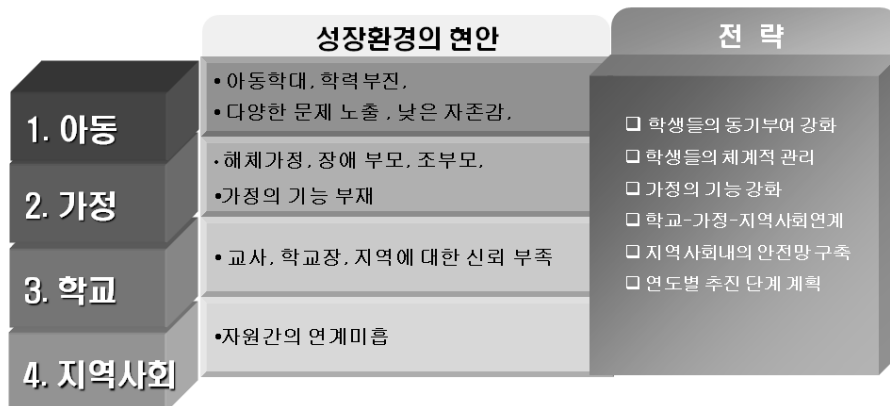 성장환경의 현안
전 략
1. 아동
• 아동학대, 학력부진,
• 다양한 문제 노출 , 낮은 자존감,
2. 가정
• 해체가정, 장애 부모, 조부모,
•가정의 기능 부재
3. 학교
• 교사, 학교장, 지역에 대한 신뢰 부족
4. 지역사회
•자원간의 연계미흡
❑ 학생들의 동기부여 강화
❑ 학생들의 체계적 관리
❑ 가정의 기능 강화
❑ 학교-가정-지역사회연계
❑ 지역사회내의 안전망 구축
❑ 연도별 추진 단계 계획